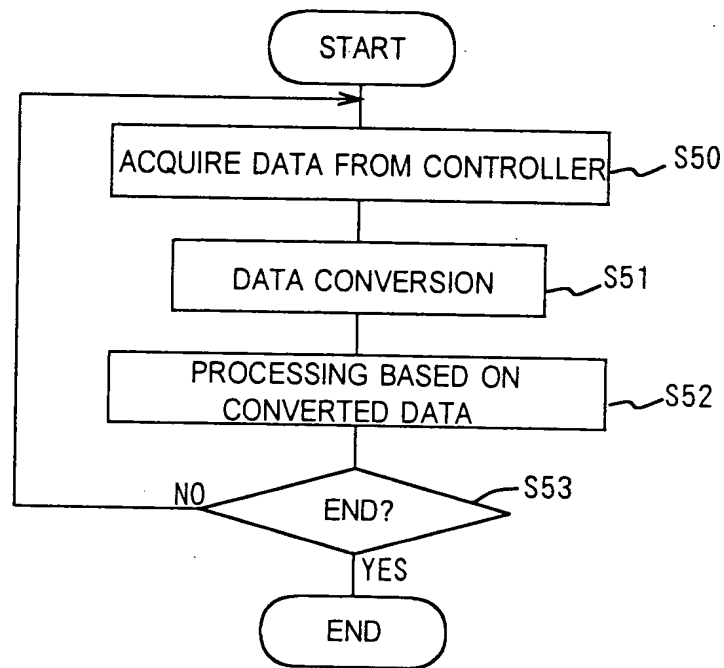 START
ACQUIRE DATA FROM CONTROLLER
S50
DATA CONVERSION
S51
PROCESSING BASED ON
CONVERTED DATA
S52
S53
NO
END?
YES
END